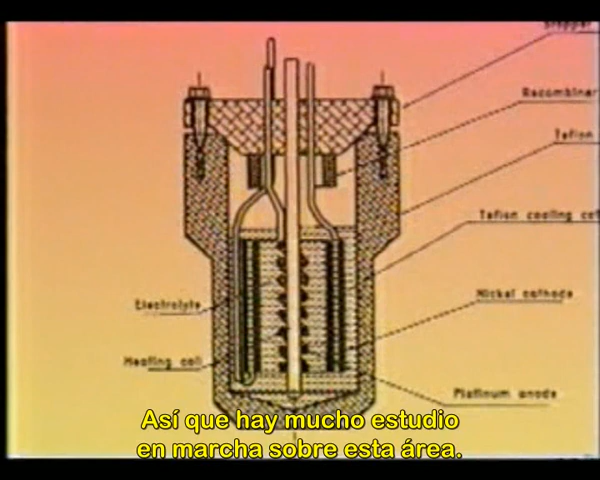 Stopper
Recombiner
Teflon
Teflon cooling coil
Electrolyte
Nickel cathode
Heating coil
Platinum anode
Así que hay mucho estudio
en marcha sobre esta área.